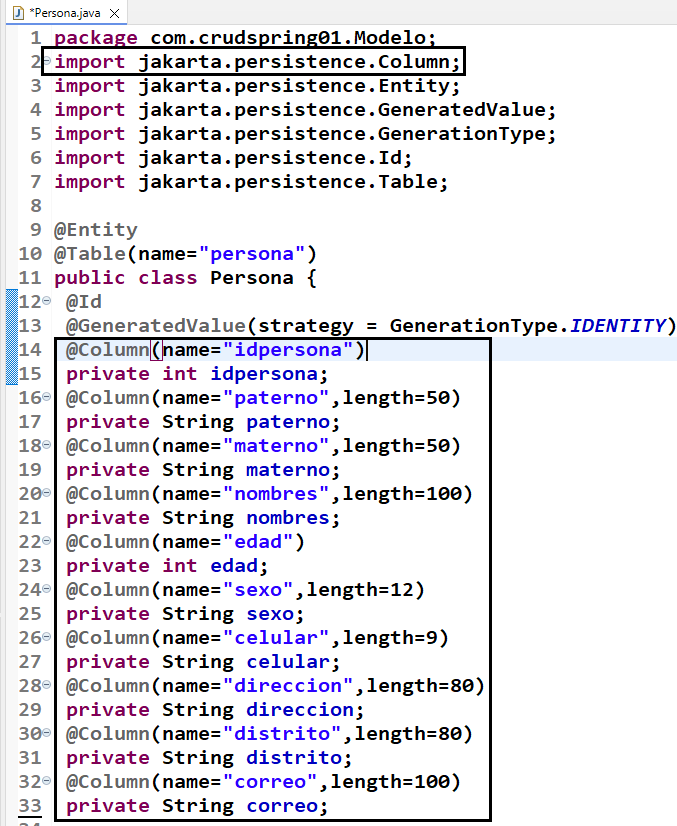 *Persona.java
1 package com.crudspring01.Modelo;
2 import jakarta.persistence.Column;
3 import jakarta.persistence.Entity;
4 import jakarta.persistence.GeneratedValue;
5 import jakarta.persistence.GenerationType;
6 import jakarta.persistence.Id;
7 import jakarta.persistence.Table;
8
9 @Entity
10 @Table(name="persona")
11 public class Persona {
12 @Id
13 @GeneratedValue(strategy = GenerationType.IDENTITY)
14 @Column(name="idpersona")
15 private int idpersona;
16 @Column(name="paterno",length=50)
17 private String paterno;
18 @Column(name="materno",length=50)
19 private String materno;
20 @Column(name="nombres",length=100)
21 private String nombres;
22 @Column(name="edad")
23 private int edad;
24 @Column(name="sexo",length=12)
25 private String sexo;
26 @Column(name="celular",length=9)
27 private String celular;
28 @Column(name="direccion",length=80)
29 private String direccion;
30 @Column(name="distrito",length=80)
31 private String distrito;
32 @Column(name="correo",length=100)
33 private String correo;